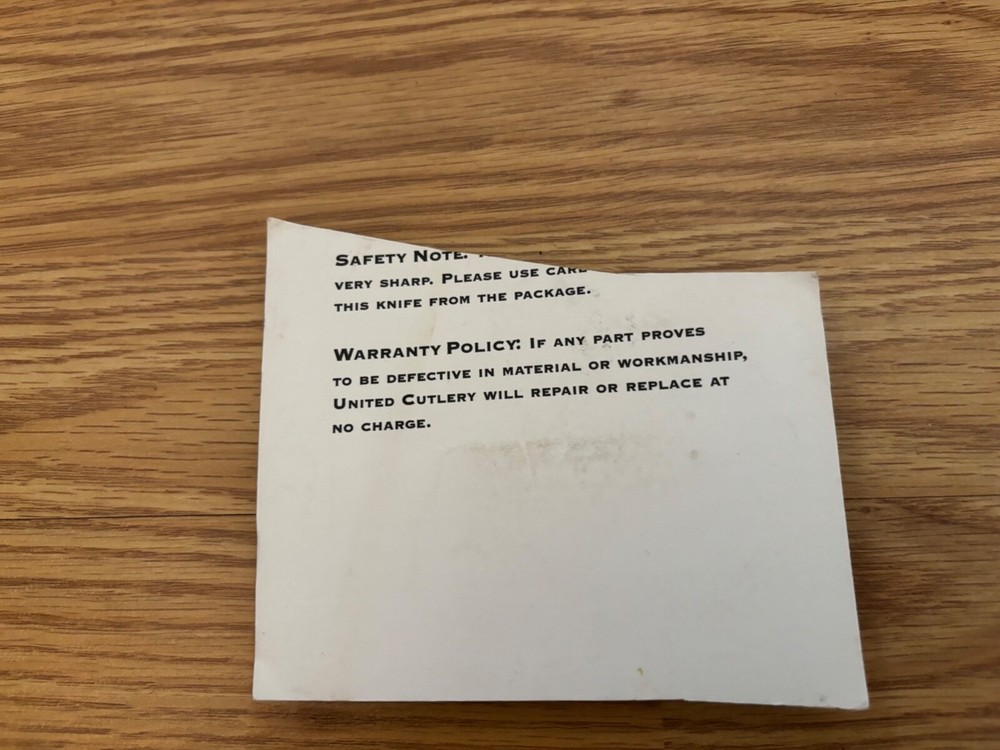 SAFETY NOTE:
VERY SHARP. PLEASE USE CARE
THIS KNIFE FROM THE PACKAGE.
WARRANTY POLICY: IF ANY PART PROVES
TO BE DEFECTIVE IN MATERIAL OR WORKMANSHIP,
UNITED CUTLERY WILL REPAIR OR REPLACE AT
NO CHARGE.